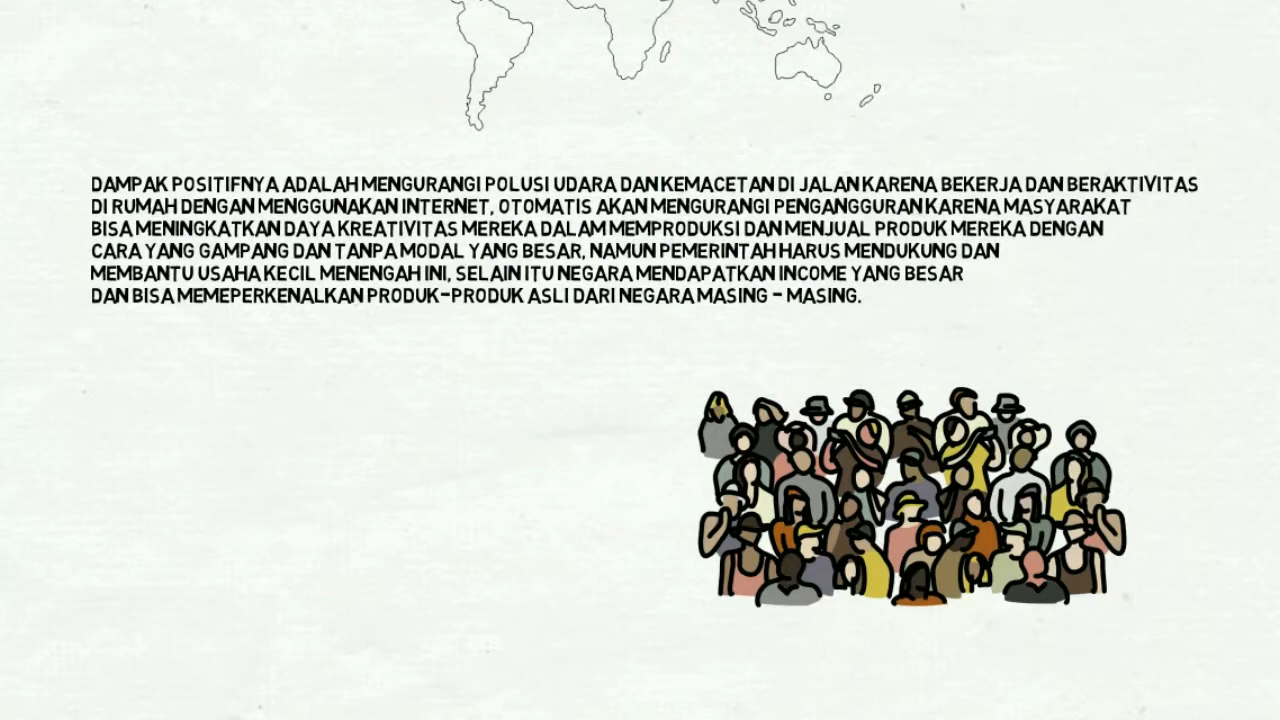 DAMPAK POSITIFNYA ADALAH MENGURANGI POLUSI UDARA DAN KEMACETAN DI JALAN KARENA BEKERJA DAN BERAKTIVITAS
DI RUMAH DENGAN MENGGUNAKAN INTERNET, OTOMATIS AKAN MENGURANGI PENGANGGURAN KARENA MASYARAKAT
BISA MENINGKATKAN DAYA KREATIVITAS MEREKA DALAM MEMPRODUKSI DAN MENJUAL PRODUK MEREKA DENGAN
CARA YANG GAMPANG DAN TANPA MODAL YANG BESAR, NAMUN PEMERINTAH HARUS MENDUKUNG DAN
MEMBANTU USAHA KECIL MENENGAH INI, SELAIN ITU NEGARA MENDAPATKAN INCOME YANG BESAR
DAN BISA MEMEPERKENALKAN PRODUK-PRODUK ASLI DARI NEGARA MASING - MASING.